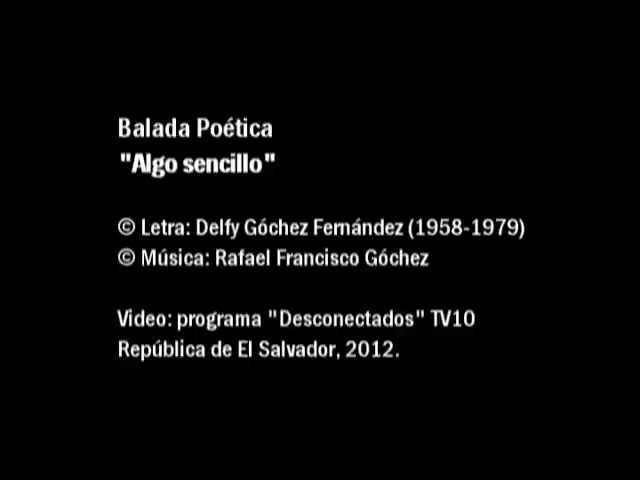 Balada Poética
"Algo sencillo"
© Letra: Delfy Góchez Fernández (1958-1979)
© Música: Rafael Francisco Góchez
Video: programa "Desconectados" TV10
República de El Salvador, 2012.